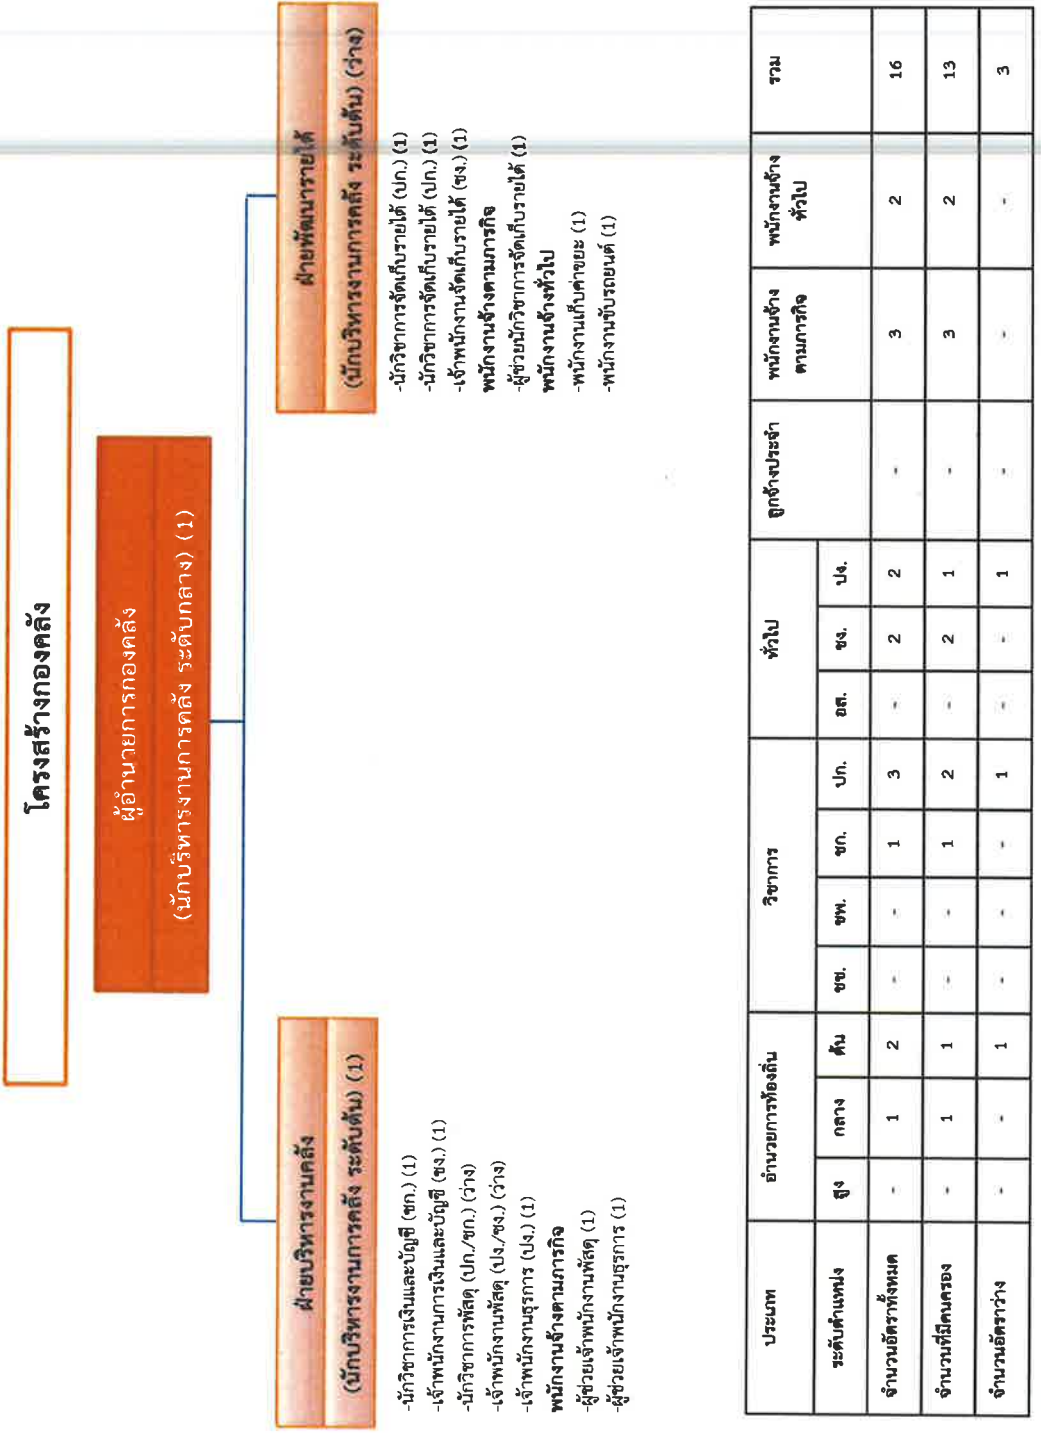 โครงสร้างกองคลัง
ผู้อำนวยการกองคลัง
(นักบริหารงานการคลัง ระดับกลาง) (1)
ฝ่ายบริหารงานคลัง
(นักบริหารงานการคลัง ระดับต้น) (1)
-นักวิชาการเงินและบัญชี (ชก.) (1)
-เจ้าพนักงานการเงินและบัญชี (ชง.) (1)
-นักวิชาการพัสดุ (ปก./ชก.) (ว่าง)
-เจ้าพนักงานพัสดุ (ปง./ชง.) (ว่าง)
-เจ้าพนักงานธุรการ (ปง.) (1)
พนักงานจ้างตามภารกิจ
-ผู้ช่วยเจ้าพนักงานพัสดุ (1)
-ผู้ช่วยเจ้าพนักงานธุรการ (1)
ฝ่ายพัฒนารายได้
(นักบริหารงานการคลัง ระดับต้น) (ว่าง)
-นักวิชาการจัดเก็บรายได้ (ปก.) (1)
-นักวิชาการจัดเก็บรายได้ (ปก.) (1)
-เจ้าพนักงานจัดเก็บรายได้ (ชง.) (1)
พนักงานจ้างตามภารกิจ
-ผู้ช่วยนักวิชาการจัดเก็บรายได้ (1)
พนักงานจ้างทั่วไป
-พนักงานเก็บค่าขยะ (1)
-พนักงานขับรถยนต์ (1)
ประเภท อำนวยการท้องถิ่น วิชาการ ทั่วไป ลูกจ้างประจำ พนักงานจ้างตามภารกิจ พนักงานจ้างทั่วไป รวม
ระดับตำแหน่ง สูง กลาง ต้น ชช. ชพ. ชก. ปก. อส. ชง. ปง.
จำนวนอัตราทั้งหมด - 1 2 - - 1 3 - 2 2 - 3 2 16
จำนวนที่มีคนครอง - 1 1 - - 1 2 - 2 1 - 3 2 13
จำนวนอัตราว่าง - - 1 - - - 1 - - 1 - - - 3